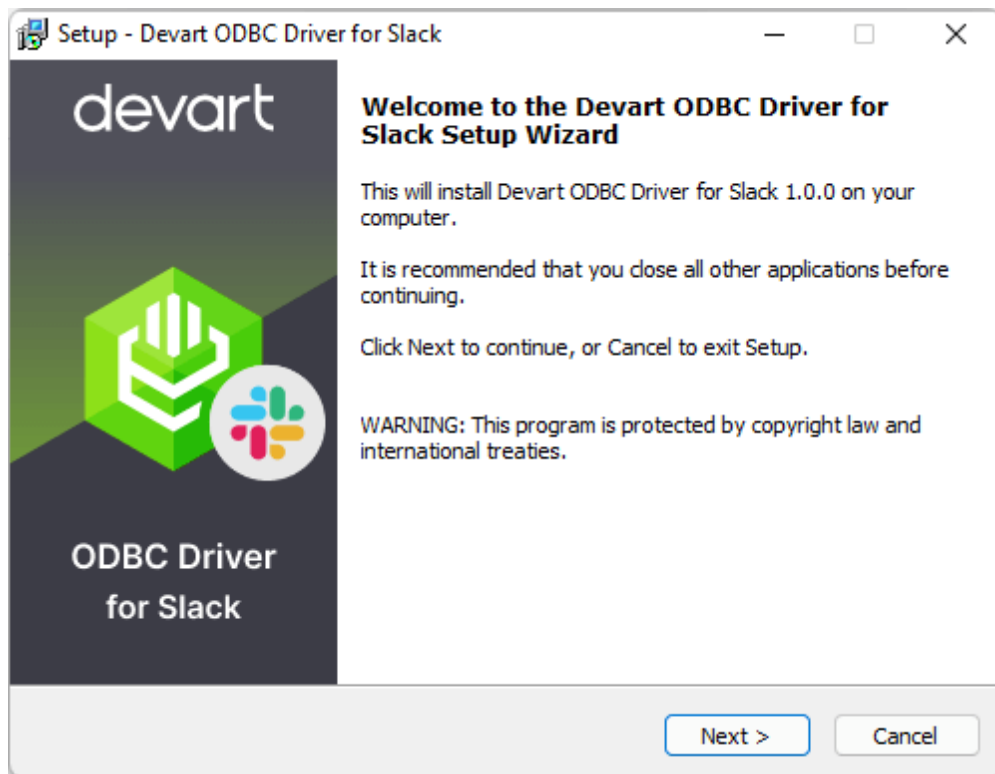 Setup - Devart ODBC Driver for Slack
devart
Welcome to the Devart ODBC Driver for
Slack Setup Wizard
This will install Devart ODBC Driver for Slack 1.0.0 on your
computer.
It is recommended that you close all other applications before
continuing.
Click Next to continue, or Cancel to exit Setup.
WARNING: This program is protected by copyright law and
international treaties.
ODBC Driver
for Slack
Next >
Cancel